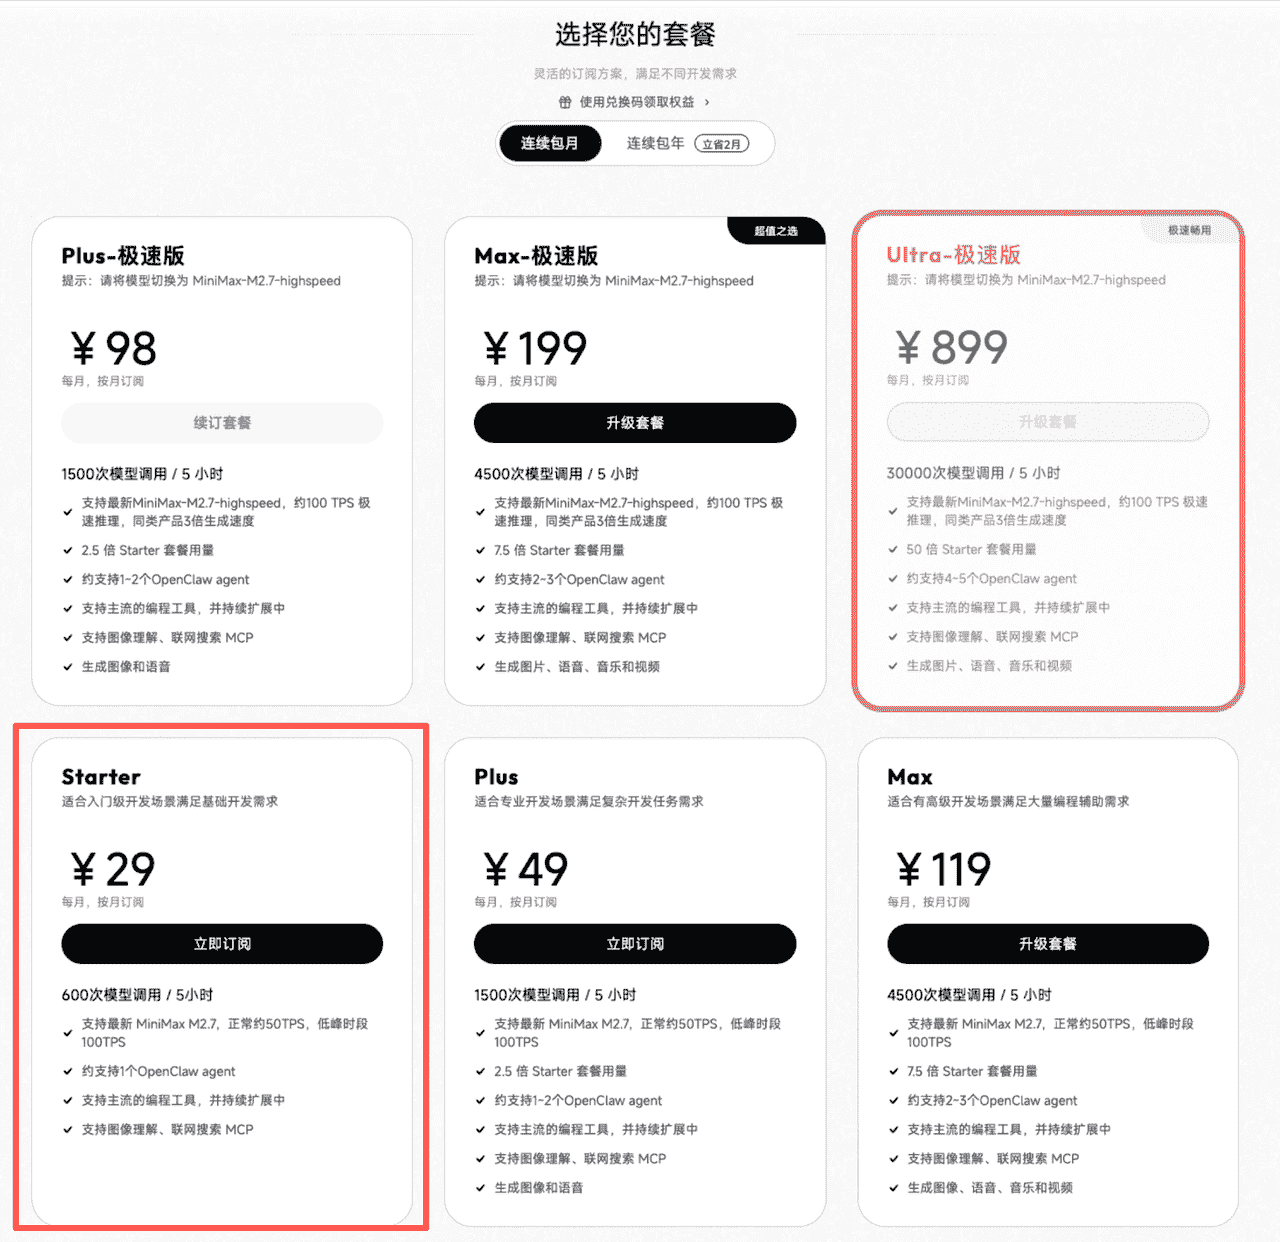 选择您的套餐
灵活的订阅方案，满足不同开发需求
使用兑换码领取权益 ›
连续包月
连续包年 立省2月
Plus-极速版
提示：请将模型切换为 MiniMax-M2.7-highspeed
¥ 98
每月，按月订阅
续订套餐
1500次模型调用 / 5 小时
支持最新MiniMax-M2.7-highspeed，约100 TPS 极
速推理，同类产品3倍生成速度
2.5 倍 Starter 套餐用量
约支持1~2个OpenClaw agent
支持主流的编程工具，并持续扩展中
支持图像理解、联网搜索 MCP
生成图像和语音
超值之选
Max-极速版
提示：请将模型切换为 MiniMax-M2.7-highspeed
¥ 199
每月，按月订阅
升级套餐
4500次模型调用 / 5 小时
支持最新MiniMax-M2.7-highspeed，约100 TPS 极
速推理，同类产品3倍生成速度
7.5 倍 Starter 套餐用量
约支持2~3个OpenClaw agent
支持主流的编程工具，并持续扩展中
支持图像理解、联网搜索 MCP
生成图片、语音、音乐和视频
极速畅用
Ultra-极速版
提示：请将模型切换为 MiniMax-M2.7-highspeed
¥ 899
每月，按月订阅
升级套餐
30000次模型调用 / 5 小时
支持最新MiniMax-M2.7-highspeed，约100 TPS 极速
推理，同类产品3倍生成速度
50 倍 Starter 套餐用量
约支持4~5个OpenClaw agent
支持主流的编程工具，并持续扩展中
支持图像理解、联网搜索 MCP
生成图片、语音、音乐和视频
Starter
适合入门级开发场景满足基础开发需求
¥ 29
每月，按月订阅
立即订阅
600次模型调用 / 5小时
支持最新 MiniMax M2.7，正常约50TPS，低峰时段
100TPS
约支持1个OpenClaw agent
支持主流的编程工具，并持续扩展中
支持图像理解、联网搜索 MCP
Plus
适合专业开发场景满足复杂开发任务需求
¥ 49
每月，按月订阅
立即订阅
1500次模型调用 / 5 小时
支持最新 MiniMax M2.7，正常约50TPS，低峰时段
100TPS
2.5 倍 Starter 套餐用量
约支持1~2个OpenClaw agent
支持主流的编程工具，并持续扩展中
支持图像理解、联网搜索 MCP
生成图像和语音
Max
适合有高级开发场景满足大量编程辅助需求
¥ 119
每月，按月订阅
升级套餐
4500次模型调用 / 5 小时
支持最新 MiniMax M2.7，正常约50TPS，低峰时段
100TPS
7.5 倍 Starter 套餐用量
约支持2~3个OpenClaw agent
支持主流的编程工具，并持续扩展中
支持图像理解、联网搜索 MCP
生成图像、语音、音乐和视频